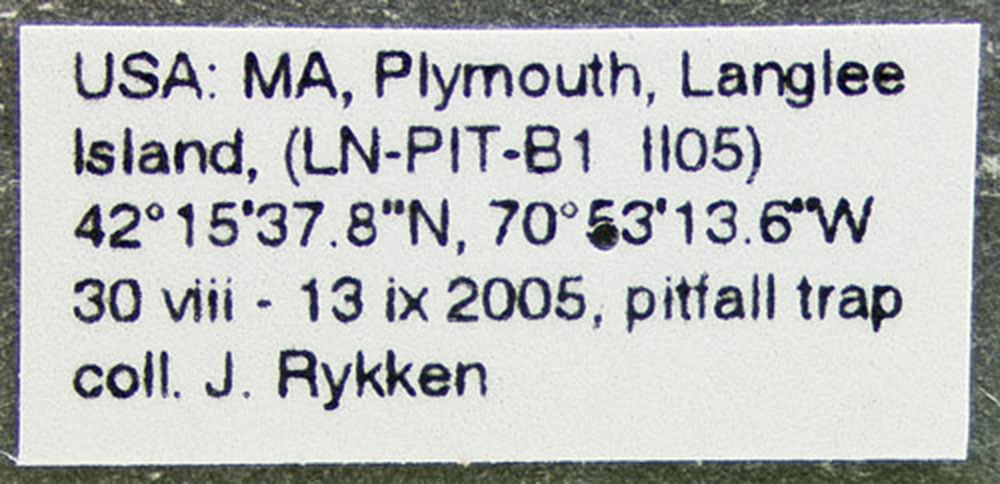 USA: MA, Plymouth, Langlee
Island, (LN-PIT-B1 II05)
42°15'37.8"N, 70°53'13.6"W
30 viii - 13 ix 2005, pitfall trap
coll. J. Rykken